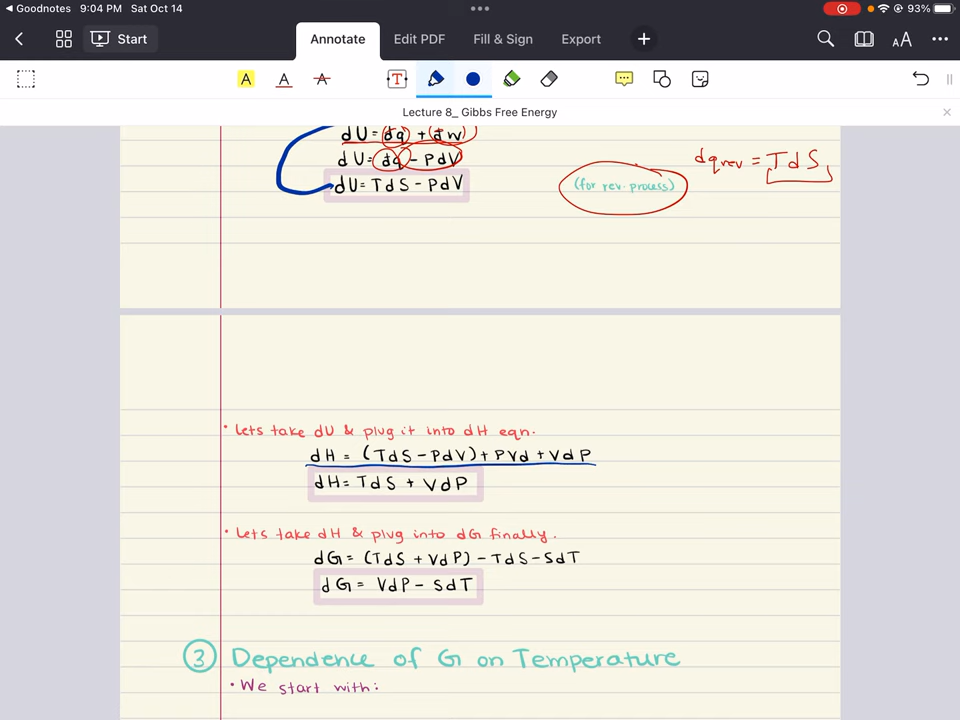 Goodnotes 9:04 PM Sat Oct 14 93%
Start Annotate Edit PDF Fill & Sign Export
Lecture 8_ Gibbs Free Energy
dU = đq + đw
dU = đq - PdV
dqrev = TdS
dU = TdS - PdV
(for rev. process)
• Lets take dU & plug it into dH eqn.
dH = (TdS - PdV) + PVd + VdP
dH = TdS + VdP
• Lets take dH & plug into dG finally.
dG = (TdS + VdP) - TdS - SdT
dG = VdP - SdT
③ Dependence of G on Temperature
• We start with: